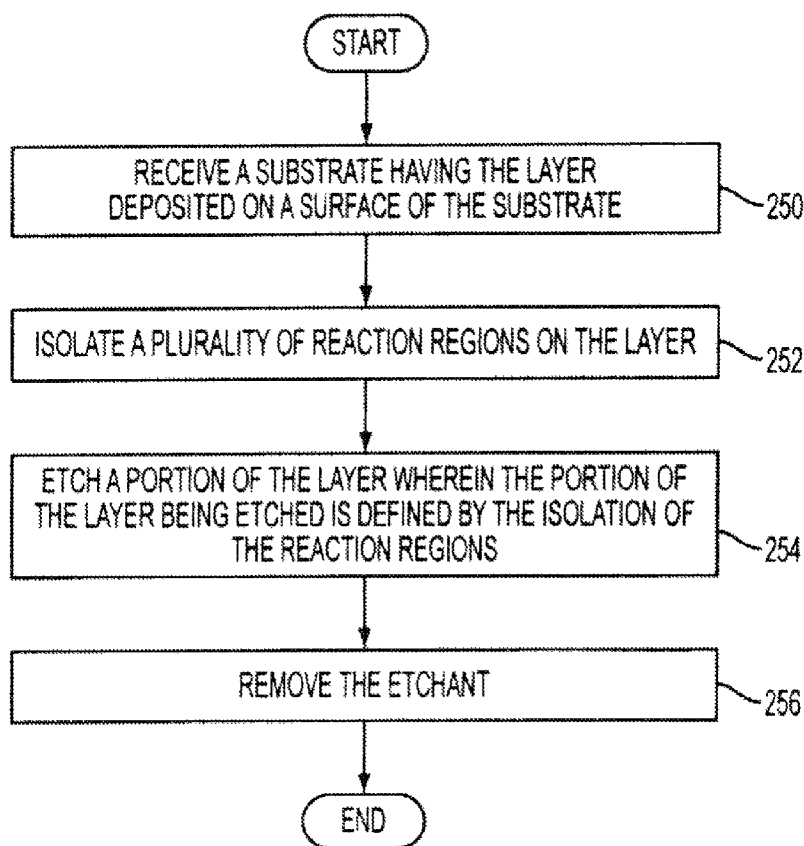 START
RECEIVE A SUBSTRATE HAVING THE LAYER
DEPOSITED ON A SURFACE OF THE SUBSTRATE
250
ISOLATE A PLURALITY OF REACTION REGIONS ON THE LAYER
252
ETCH A PORTION OF THE LAYER WHEREIN THE PORTION OF
THE LAYER BEING ETCHED IS DEFINED BY THE ISOLATION OF
THE REACTION REGIONS
254
REMOVE THE ETCHANT
256
END